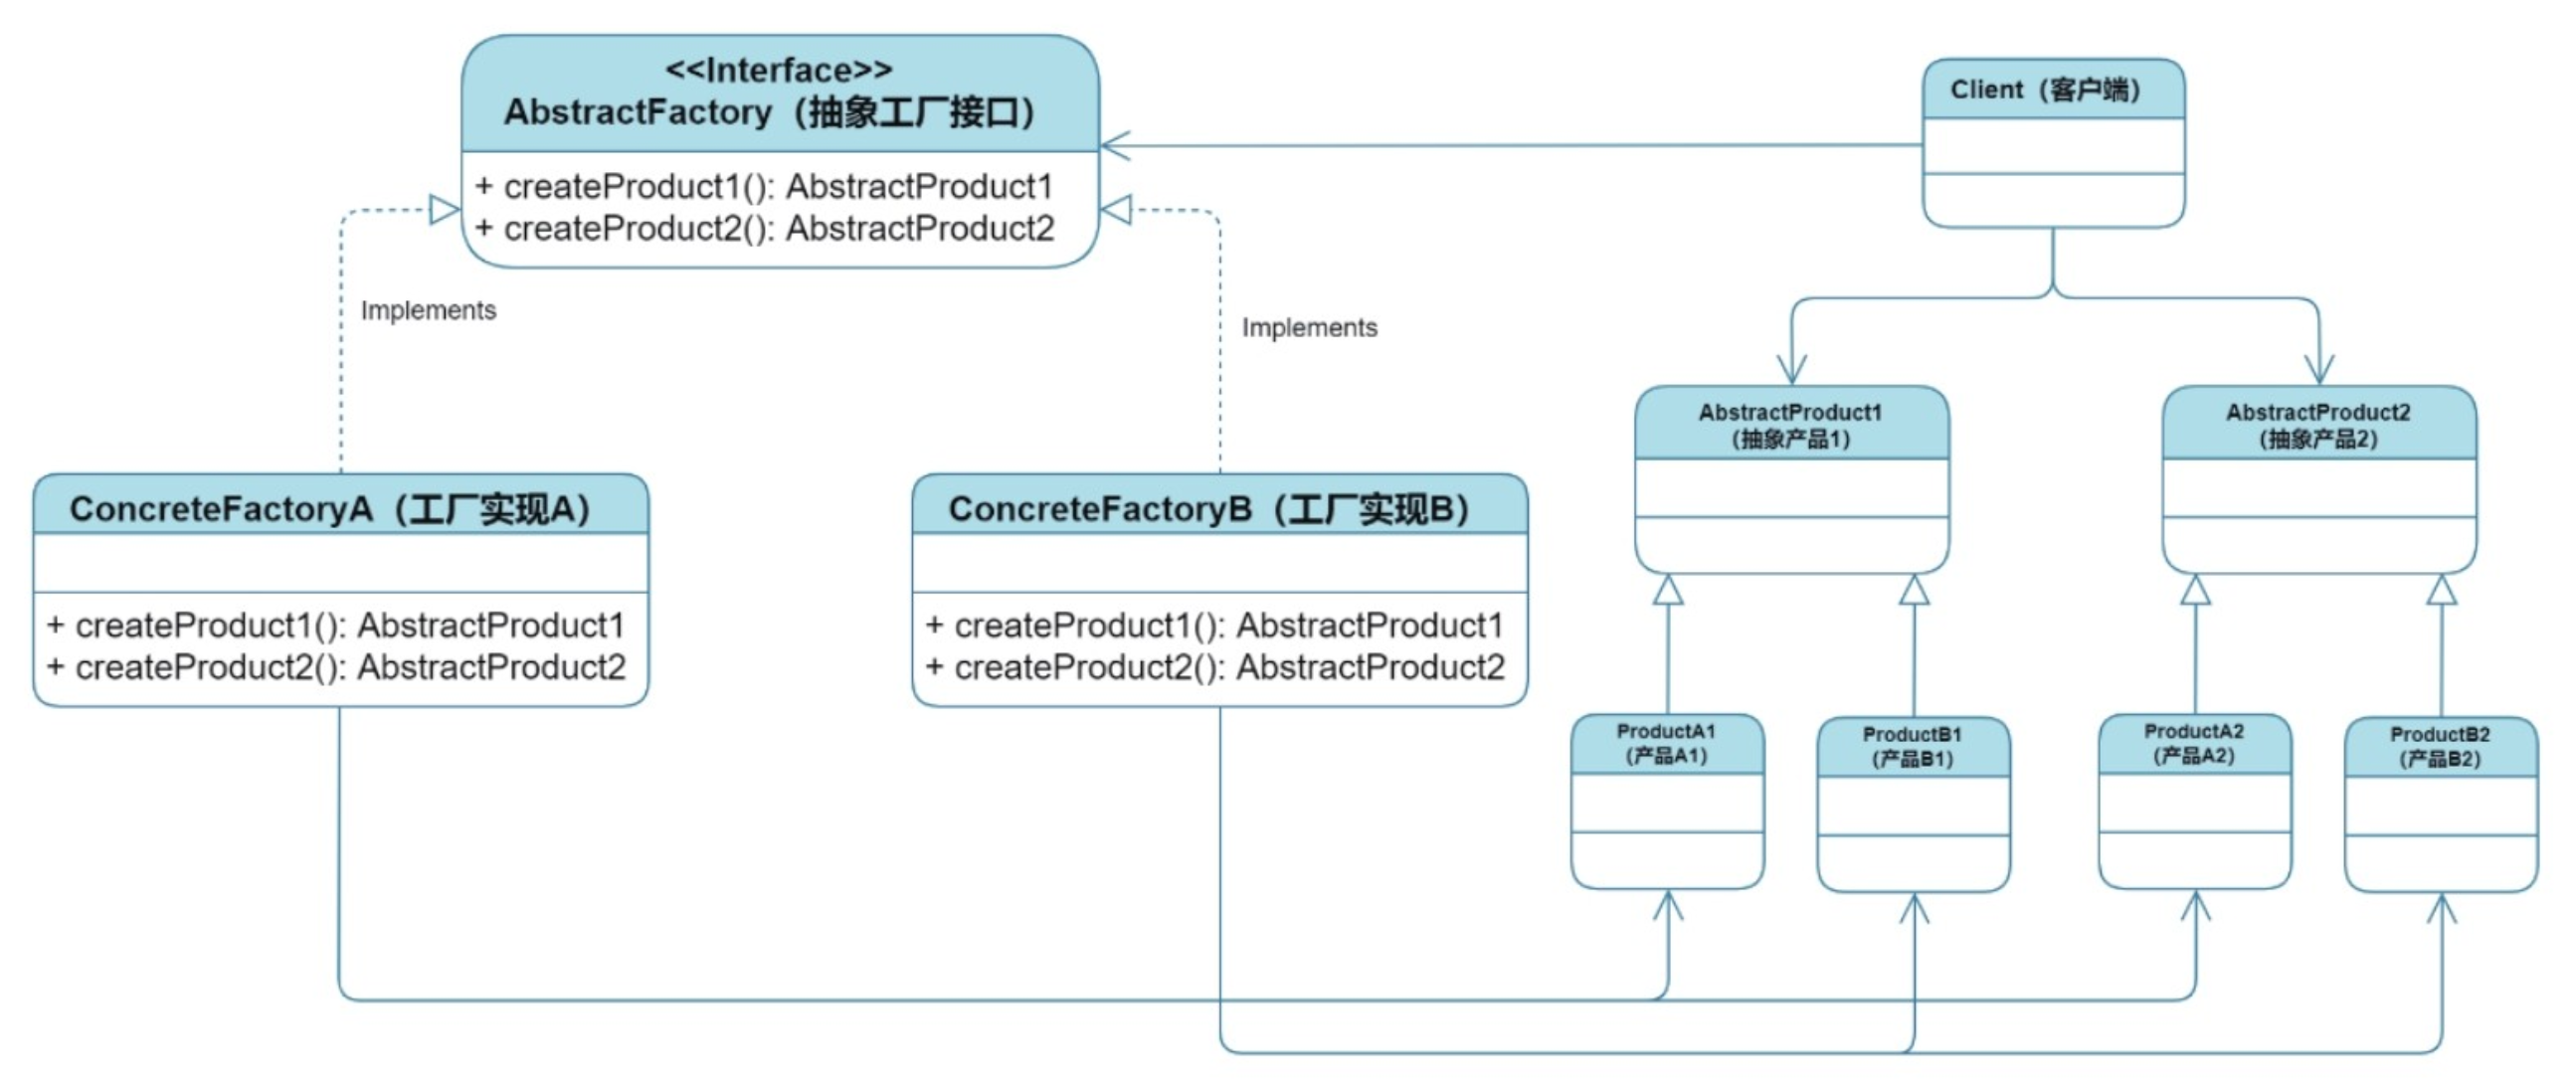 <<Interface>>
AbstractFactory（抽象工厂接口）
+ createProduct1(): AbstractProduct1
+ createProduct2(): AbstractProduct2
Client（客户端）
Implements
Implements
AbstractProduct1
（抽象产品1）
AbstractProduct2
（抽象产品2）
ConcreteFactoryA（工厂实现A）
+ createProduct1(): AbstractProduct1
+ createProduct2(): AbstractProduct2
ConcreteFactoryB（工厂实现B）
+ createProduct1(): AbstractProduct1
+ createProduct2(): AbstractProduct2
ProductA1
（产品A1）
ProductB1
（产品B1）
ProductA2
（产品A2）
ProductB2
（产品B2）